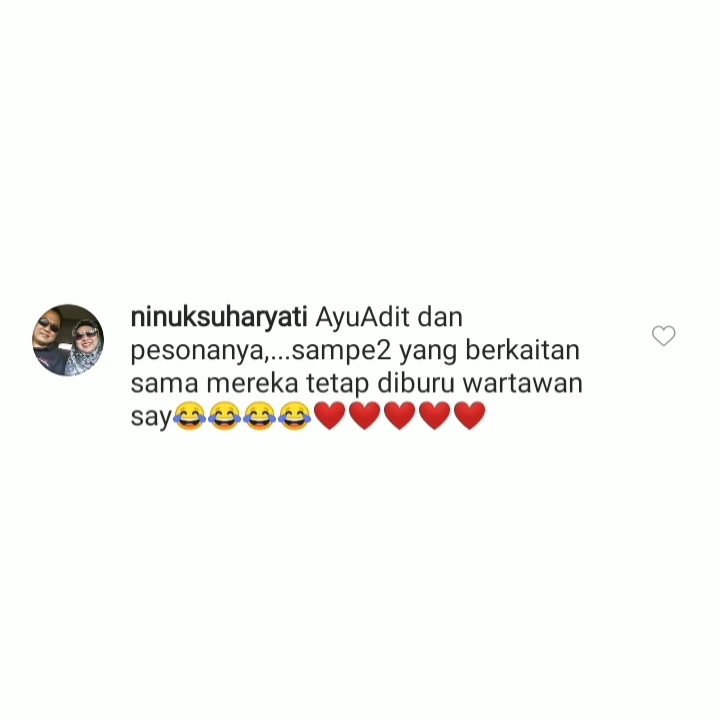 ninuksuharyati AyuAdit dan
pesonanya,...sampe2 yang berkaitan
sama mereka tetap diburu wartawan
say😂😂😂😂❤️❤️❤️❤️❤️